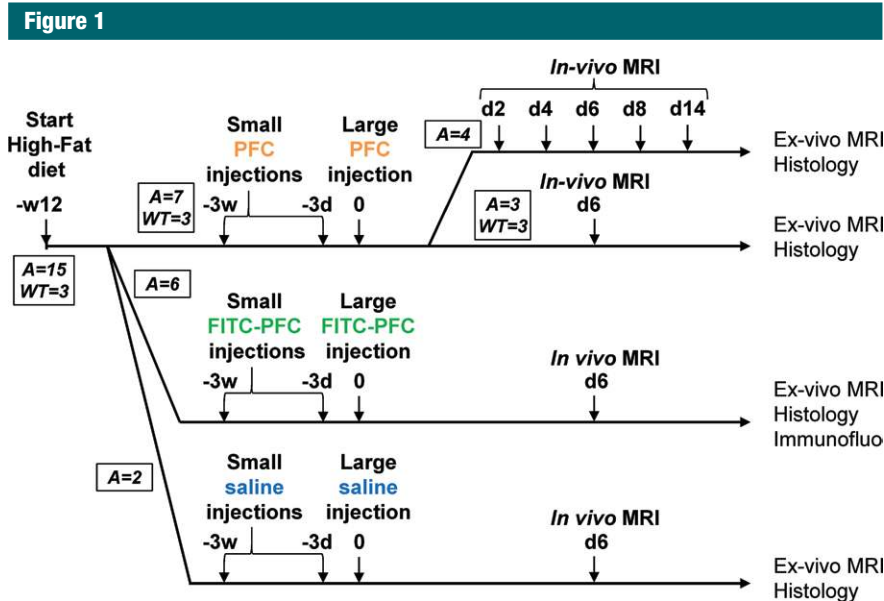 Figure 1
In-vivo MRI
d2 d4 d6 d8 d14
Start
High-Fat
diet
-w12
A=15
WT=3
A=7
WT=3
Small
PFC
injections
-3w -3d
Large
PFC
injection
0
A=4
Ex-vivo MRI
Histology
A=3
WT=3
In-vivo MRI
d6
Ex-vivo MRI
Histology
A=6
Small
FITC-PFC
injections
-3w -3d
Large
FITC-PFC
injection
0
In vivo MRI
d6
Ex-vivo MRI
Histology
Immunofluo
A=2
Small
saline
injections
-3w -3d
Large
saline
injection
0
In vivo MRI
d6
Ex-vivo MRI
Histology